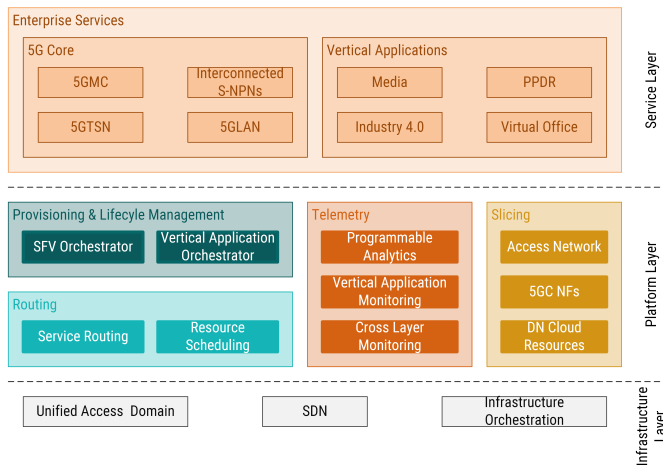 Enterprise Services
5G Core
5GMC
Interconnected
S-NPNs
5GTSN
5GLAN
Vertical Applications
Media
PPDR
Industry 4.0
Virtual Office
Service Layer
Provisioning & Lifecyle Management
SFV Orchestrator
Vertical Application
Orchestrator
Routing
Service Routing
Resource
Scheduling
Telemetry
Programmable
Analytics
Vertical Application
Monitoring
Cross Layer
Monitoring
Slicing
Access Network
5GC NFs
DN Cloud
Resources
Platform Layer
Unified Access Domain
SDN
Infrastructure
Orchestration
Infrastructure
Layer